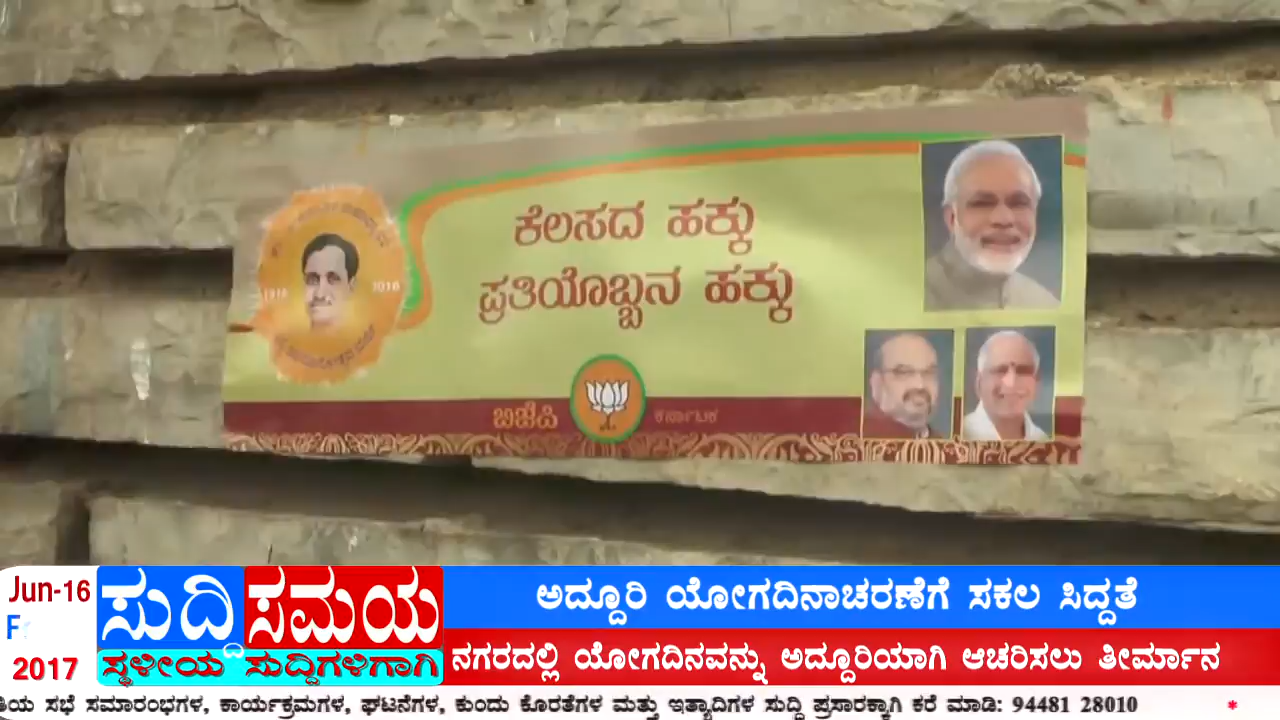 ಕೆಲಸದ ಹಕ್ಕು
ಪ್ರತಿಯೊಬ್ಬನ ಹಕ್ಕು
1916 2016
ಬಿಜೆಪಿ ಕರ್ನಾಟಕ
Jun-16
2017
ಸುದ್ದಿ ಸಮಯ
ಸ್ಥಳೀಯ ಸುದ್ದಿಗಳಿಗಾಗಿ
ಅದ್ದೂರಿ ಯೋಗದಿನಾಚರಣೆಗೆ ಸಕಲ ಸಿದ್ದತೆ
ನಗರದಲ್ಲಿ ಯೋಗದಿನವನ್ನು ಅದ್ದೂರಿಯಾಗಿ ಆಚರಿಸಲು ತೀರ್ಮಾನ
ಸಭೆ ಸಮಾರಂಭಗಳ, ಕಾರ್ಯಕ್ರಮಗಳ, ಘಟನೆಗಳ, ಕುಂದು ಕೊರತೆಗಳ ಮತ್ತು ಇತ್ಯಾದಿಗಳ ಸುದ್ದಿ ಪ್ರಸಾರಕ್ಕಾಗಿ ಕರೆ ಮಾಡಿ: 94481 28010 *